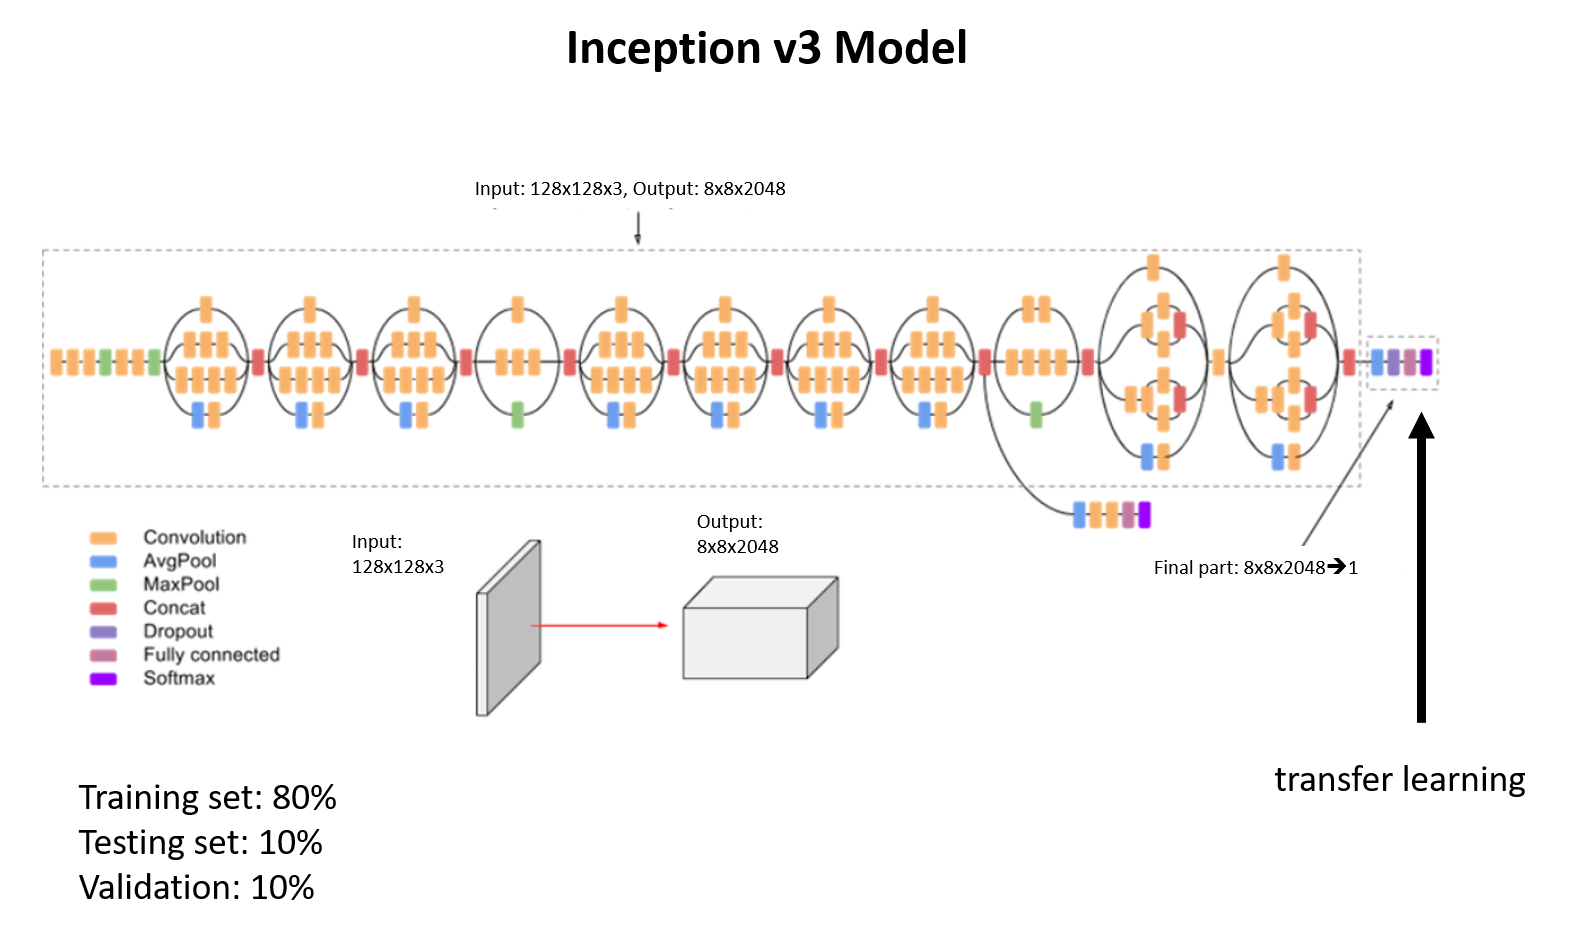 Inception v3 Model
Input: 128x128x3, Output: 8x8x2048
Convolution
AvgPool
MaxPool
Concat
Dropout
Fully connected
Softmax
Input:
128x128x3
Output:
8x8x2048
Final part: 8x8x2048➔1
transfer learning
Training set: 80%
Testing set: 10%
Validation: 10%